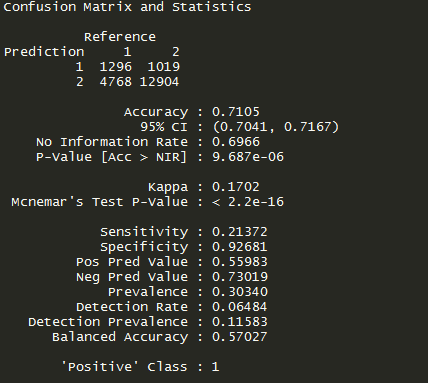 Confusion Matrix and Statistics
Reference
Prediction 1 2
1 1296 1019
2 4768 12904
Accuracy : 0.7105
95% CI : (0.7041, 0.7167)
No Information Rate : 0.6966
P-Value [Acc > NIR] : 9.687e-06
Kappa : 0.1702
Mcnemar's Test P-Value : < 2.2e-16
Sensitivity : 0.21372
Specificity : 0.92681
Pos Pred Value : 0.55983
Neg Pred Value : 0.73019
Prevalence : 0.30340
Detection Rate : 0.06484
Detection Prevalence : 0.11583
Balanced Accuracy : 0.57027
'Positive' Class : 1